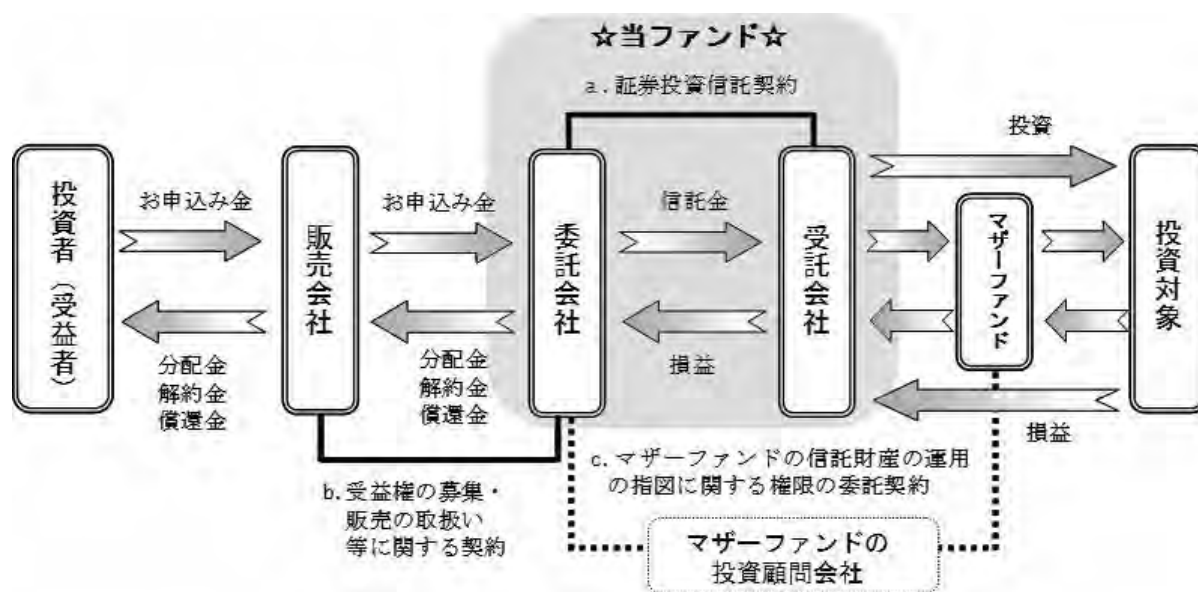 ☆当ファンド☆
a.証券投資信託契約
投資者（受益者）
お申込み金
分配金
解約金
償還金
販売会社
お申込み金
分配金
解約金
償還金
委託会社
信託金
損益
受託会社
投資
マザーファンド
損益
投資対象
b.受益権の募集・
販売の取扱い
等に関する契約
c.マザーファンドの信託財産の運用
の指図に関する権限の委託契約
マザーファンドの
投資顧問会社